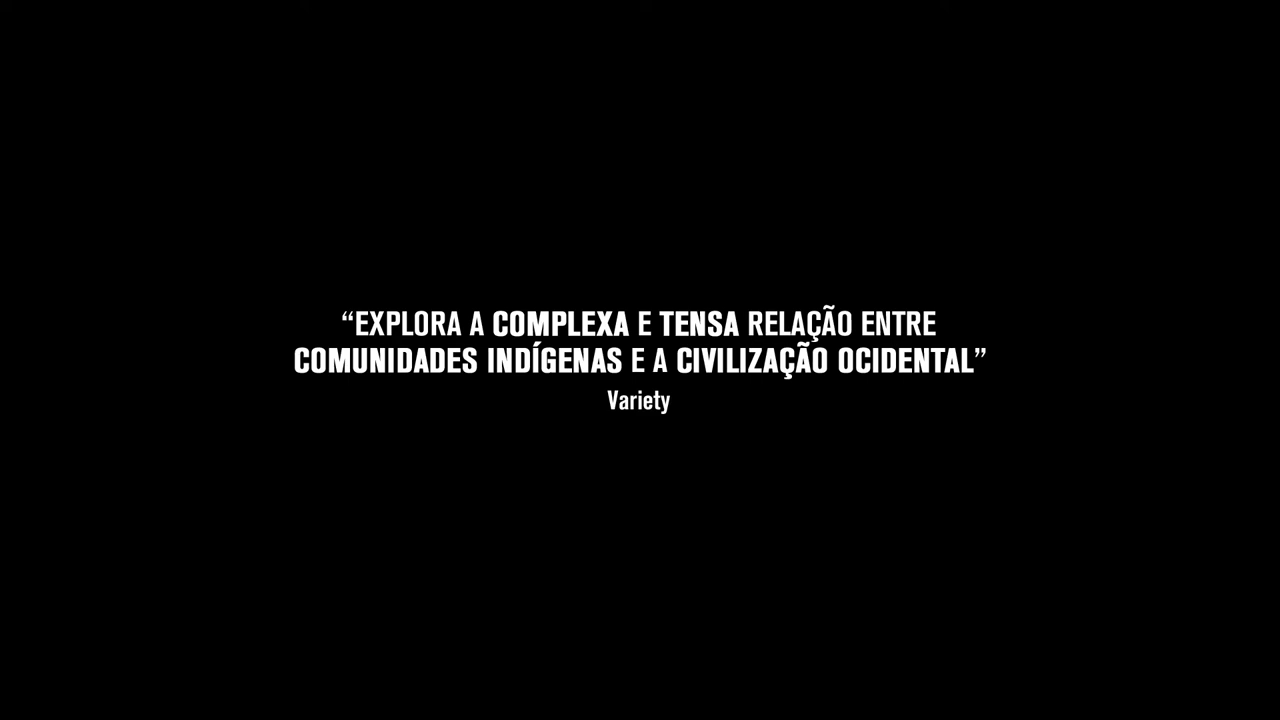 “EXPLORA A COMPLEXA E TENSA RELAÇÃO ENTRE
COMUNIDADES INDÍGENAS E A CIVILIZAÇÃO OCIDENTAL”
Variety